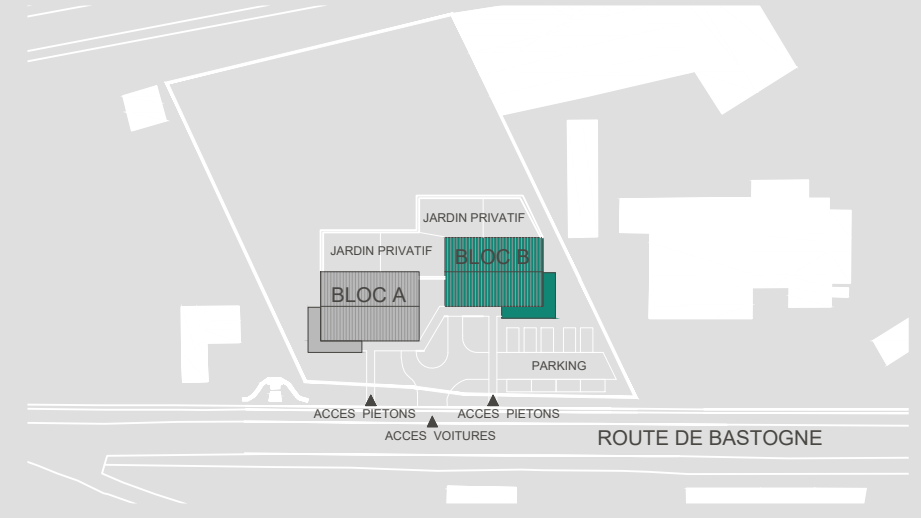 JARDIN PRIVATIF
JARDIN PRIVATIF
BLOC B
BLOC A
PARKING
ACCES PIETONS
ACCES PIETONS
ACCES VOITURES
ROUTE DE BASTOGNE